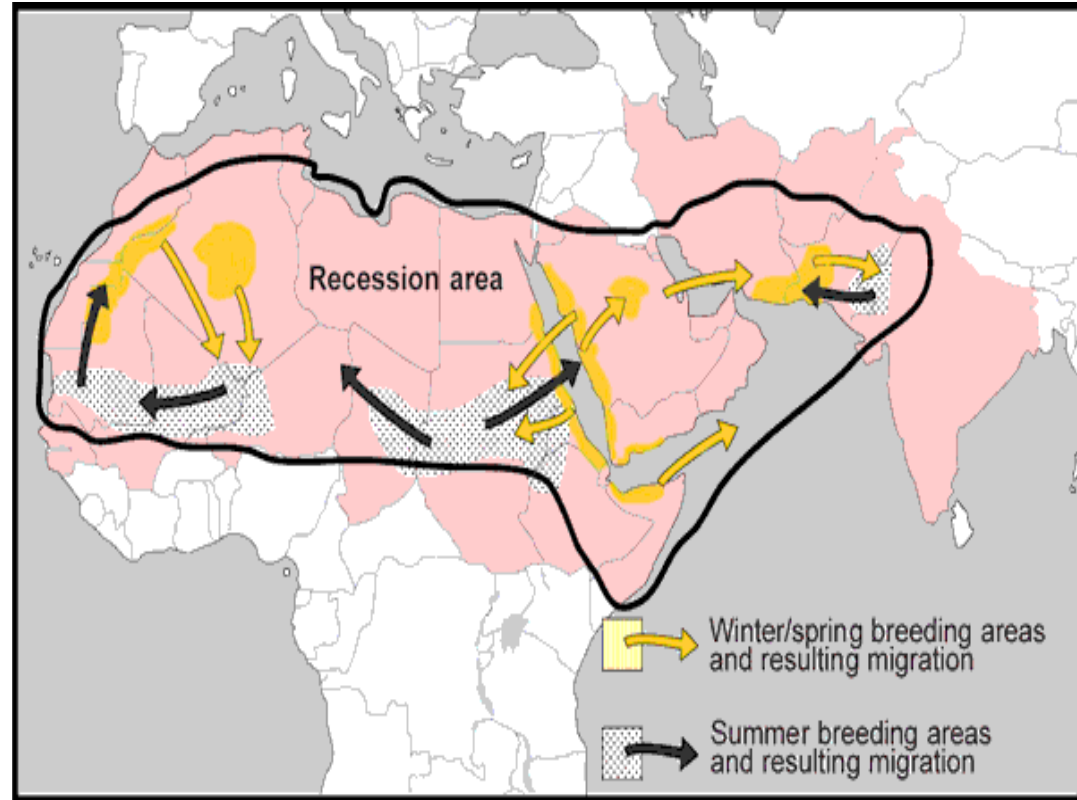 Recession area
Winter/spring breeding areas
and resulting migration
Summer breeding areas
and resulting migration